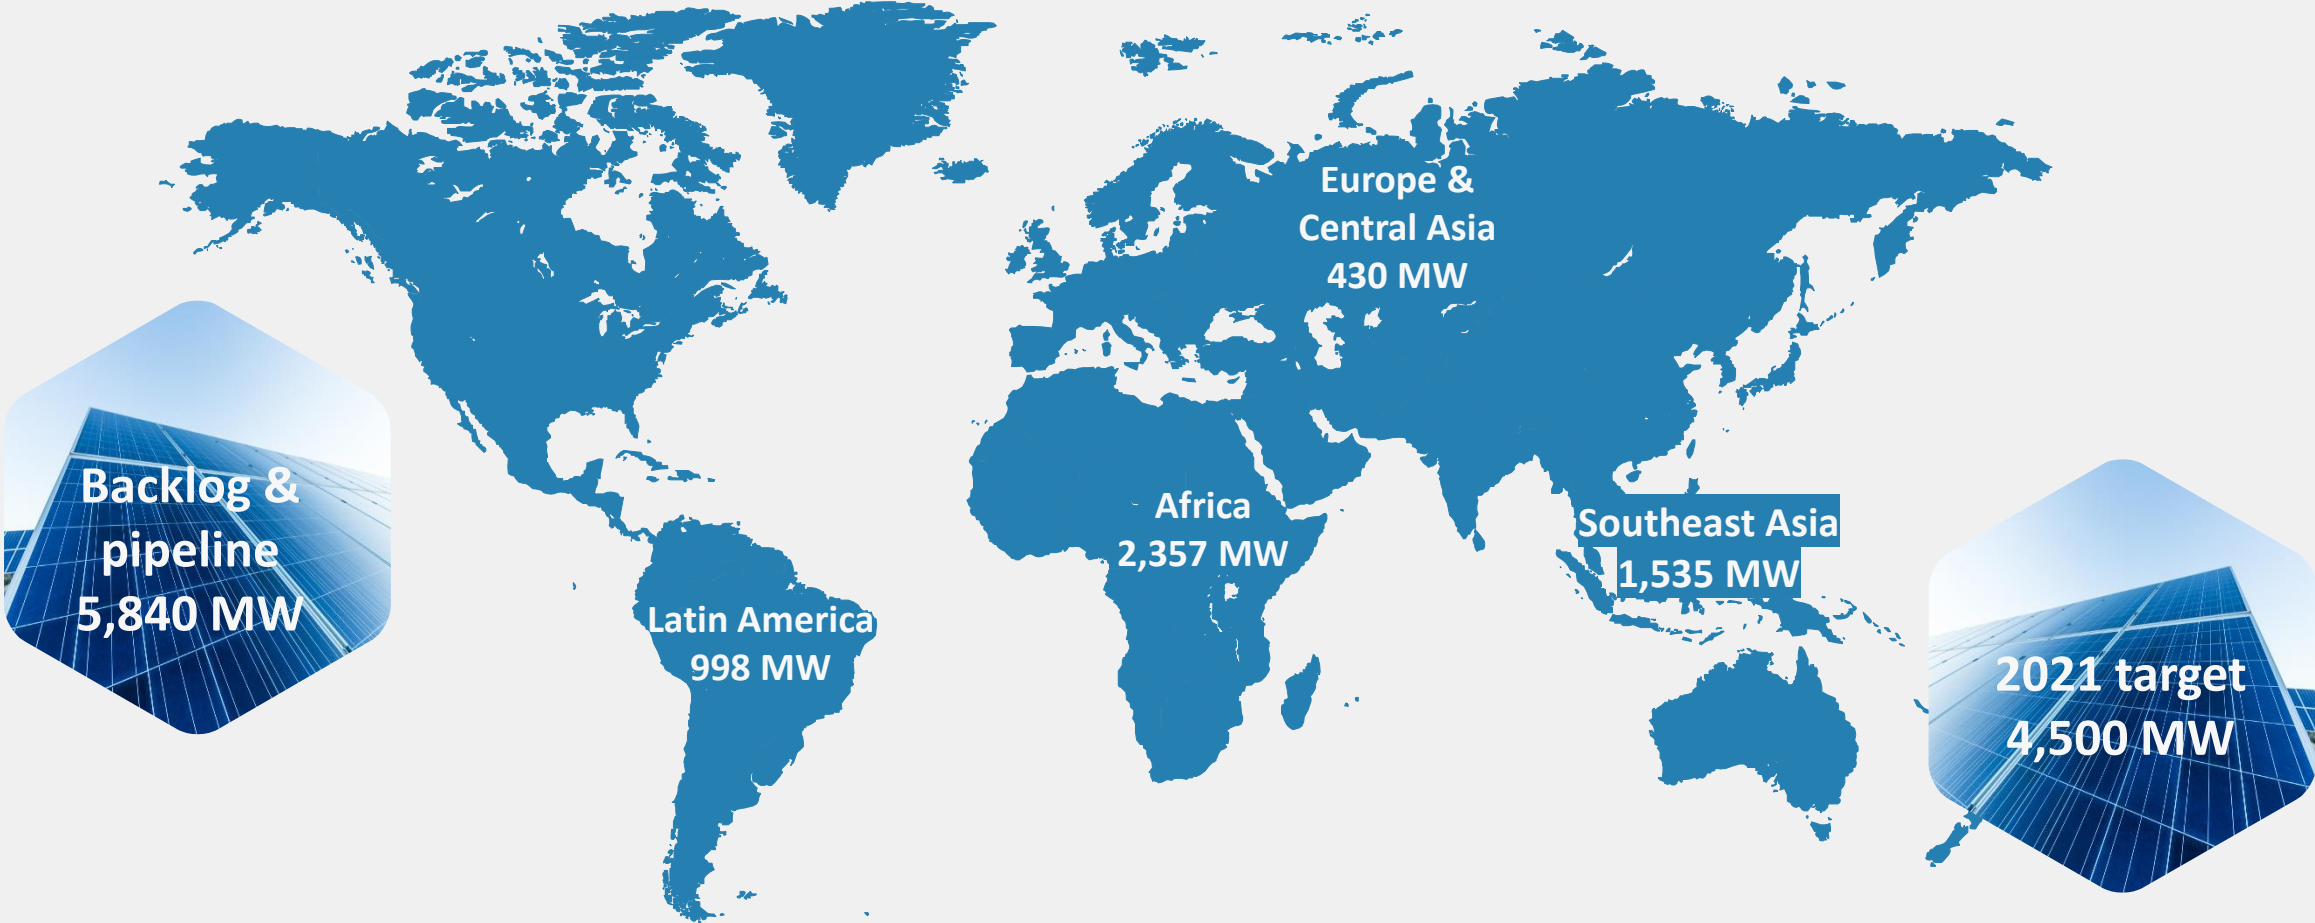 Europe &
Central Asia
430 MW
Backlog &
pipeline
5,840 MW
Africa
2,357 MW
Southeast Asia
1,535 MW
Latin America
998 MW
2021 target
4,500 MW